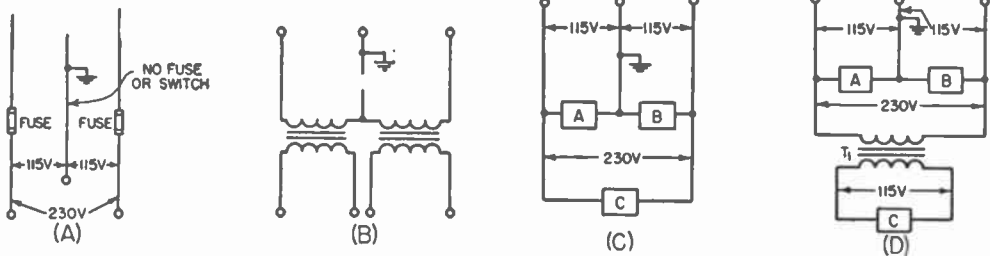 NO FUSE
OR SWITCH
FUSE
FUSE
115V
115V
230V
(A)
(B)
115V
115V
A
B
230V
C
(C)
115V
115V
A
B
230V
T1
115V
C
(D)